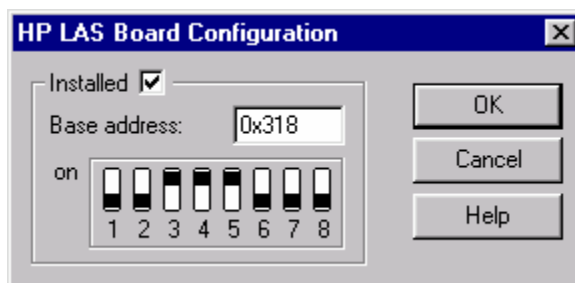 HP LAS Board Configuration
Installed
Base address: 0x318
on
1 2 3 4 5 6 7 8
OK
Cancel
Help